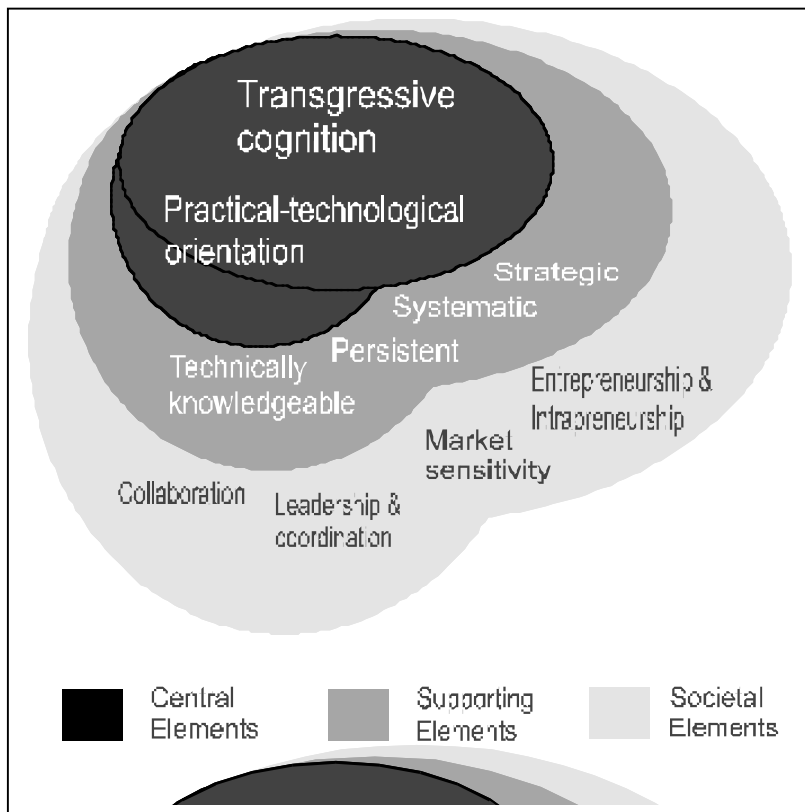 Transgressive
cognition
Practical-technological
orientation
Strategic
Systematic
Persistent
Technically
knowledgeable
Entrepreneurship &
Intrapreneurship
Market
sensitivity
Collaboration
Leadership &
coordination
Central
Elements
Supporting
Elements
Societal
Elements